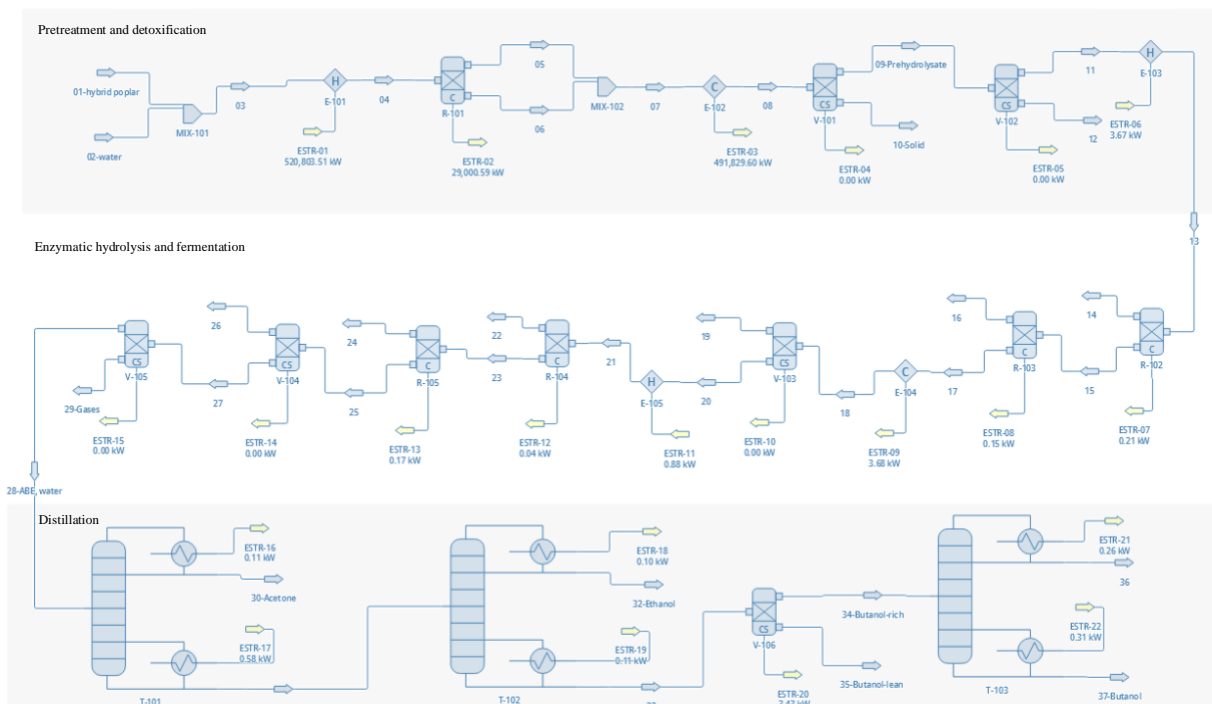 Pretreatment and detoxification
01-hybrid poplar
02-water
MIX-101
03
H
E-101
ESTR-01
520,803.51 kW
04
C
R-101
ESTR-02
29,000.59 kW
05
06
MIX-102
07
C
E-102
ESTR-03
491,829.60 kW
08
CS
V-101
ESTR-04
0.00 kW
09-Prehydrolysate
10-Solid
CS
V-102
ESTR-05
0.00 kW
11
12
H
E-103
ESTR-06
3.67 kW
13
Enzymatic hydrolysis and fermentation
14
C
R-102
ESTR-07
0.21 kW
15
16
C
R-103
ESTR-08
0.15 kW
17
C
E-104
ESTR-09
3.68 kW
18
19
CS
V-103
ESTR-10
0.00 kW
20
H
E-105
ESTR-11
0.88 kW
21
22
C
R-104
ESTR-12
0.04 kW
23
24
C
R-105
ESTR-13
0.17 kW
25
26
CS
V-104
ESTR-14
0.00 kW
27
CS
V-105
29-Gases
ESTR-15
0.00 kW
28-ABE, water
Distillation
ESTR-16
0.11 kW
30-Acetone
ESTR-17
0.58 kW
T-101
ESTR-18
0.10 kW
32-Ethanol
ESTR-19
0.11 kW
T-102
CS
V-106
ESTR-20
34-Butanol-rich
35-Butanol-lean
ESTR-21
0.26 kW
36
ESTR-22
0.31 kW
T-103
37-Butanol